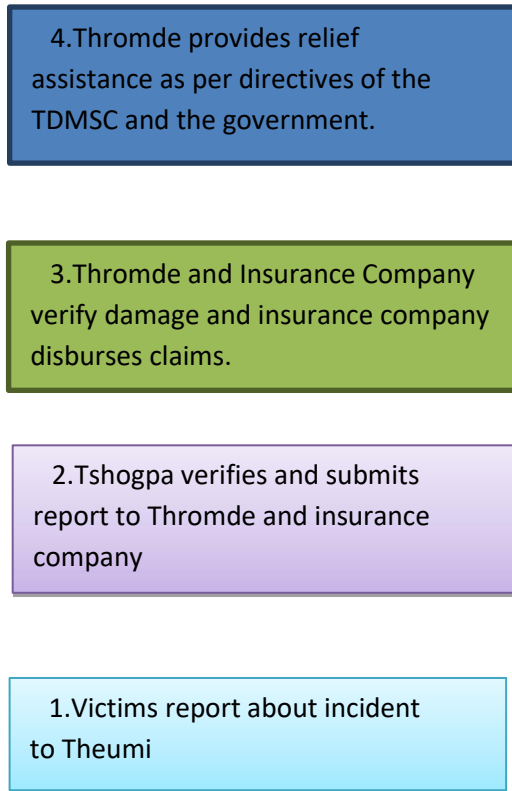 4.Thromde provides relief
assistance as per directives of the
TDMSC and the government.
3.Thromde and Insurance Company
verify damage and insurance company
disburses claims.
2.Tshogpa verifies and submits
report to Thromde and insurance
company
1.Victims report about incident
to Theumi